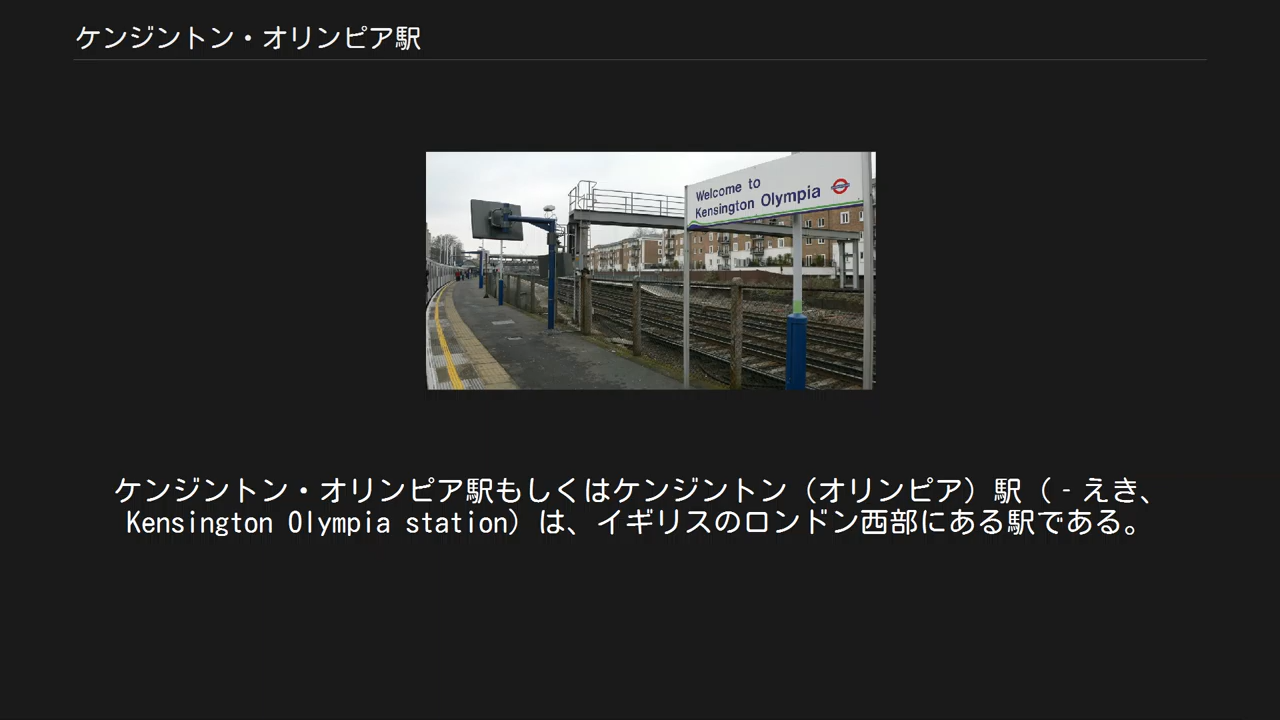 ケンジントン・オリンピア駅
Welcome to
Kensington Olympia
ケンジントン・オリンピア駅もしくはケンジントン（オリンピア）駅（‐えき、
Kensington Olympia station）は、イギリスのロンドン西部にある駅である。